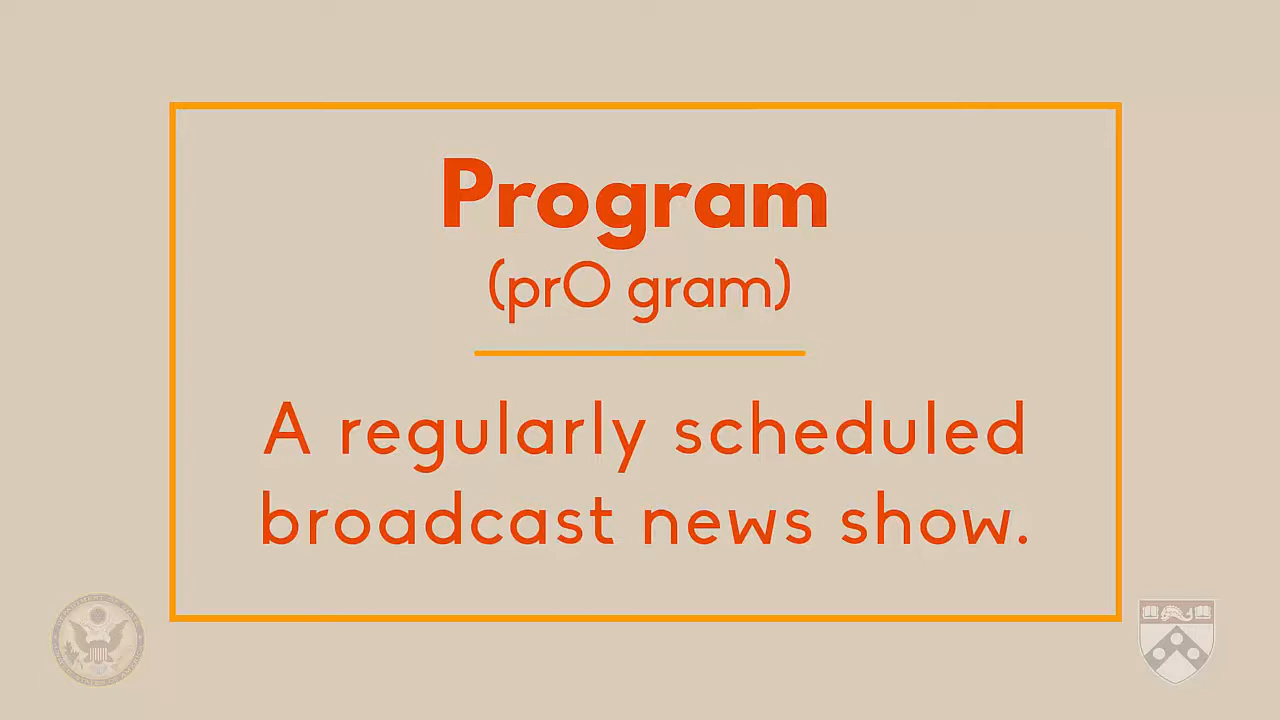 Program
(prO gram)
A regularly scheduled
broadcast news show.